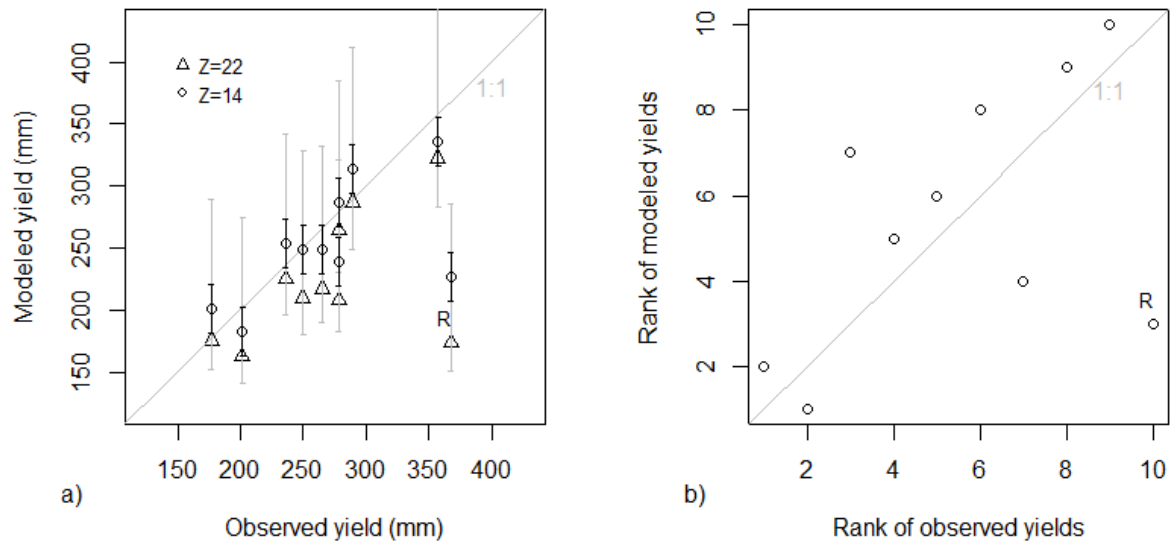 Modeled yield (mm)
400
350
300
250
200
150
Z=22
Z=14
1:1
R
150 200 250 300 350 400
a)
Observed yield (mm)
Rank of modeled yields
10
8
6
4
2
1:1
R
2 4 6 8 10
b)
Rank of observed yields